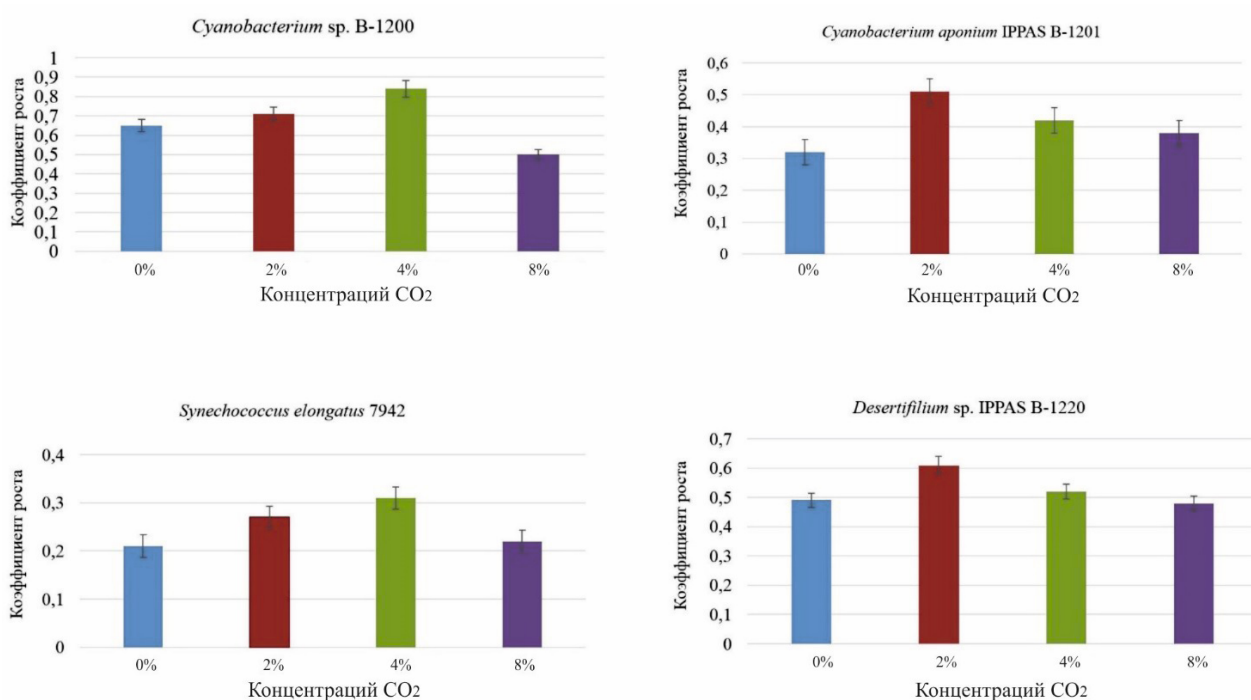 Cyanobacterium sp. B-1200
Коэффициент роста
1
0,9
0,8
0,7
0,6
0,5
0,4
0,3
0,2
0,1
0
0% 2% 4% 8%
Концентраций CO2
Cyanobacterium aponium IPPAS B-1201
Коэффициент роста
0,6
0,5
0,4
0,3
0,2
0,1
0
0% 2% 4% 8%
Концентраций CO2
Synechococcus elongatus 7942
Коэффициент роста
0,4
0,3
0,2
0,1
0
0% 2% 4% 8%
Концентраций CO2
Desertifilium sp. IPPAS B-1220
Коэффициент роста
0,7
0,6
0,5
0,4
0,3
0,2
0,1
0
0% 2% 4% 8%
Концентраций CO2